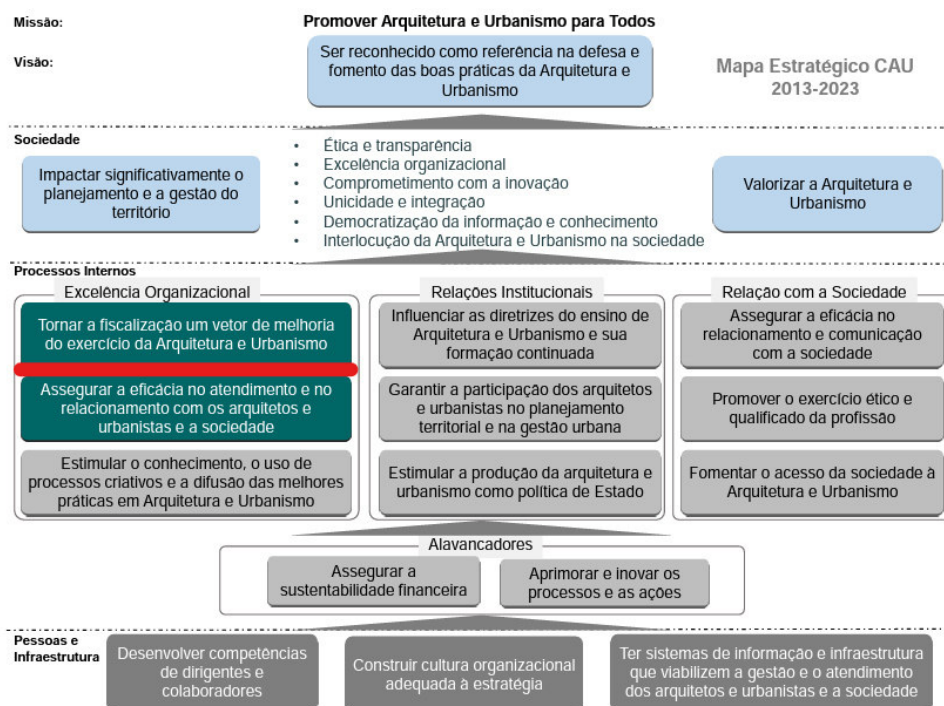 Missão:
Promover Arquitetura e Urbanismo para Todos
Visão:
Ser reconhecido como referência na defesa e
fomento das boas práticas da Arquitetura e
Urbanismo
Mapa Estratégico CAU
2013-2023
Sociedade
Impactar significativamente o
planejamento e a gestão do
território
• Ética e transparência
• Excelência organizacional
• Comprometimento com a inovação
• Unicidade e integração
• Democratização da informação e conhecimento
• Interlocução da Arquitetura e Urbanismo na sociedade
Valorizar a Arquitetura e
Urbanismo
Processos Internos
Excelência Organizacional
Tornar a fiscalização um vetor de melhoria
do exercício da Arquitetura e Urbanismo
Assegurar a eficácia no atendimento e no
relacionamento com os arquitetos e
urbanistas e a sociedade
Estimular o conhecimento, o uso de
processos criativos e a difusão das melhores
práticas em Arquitetura e Urbanismo
Relações Institucionais
Influenciar as diretrizes do ensino de
Arquitetura e Urbanismo e sua
formação continuada
Garantir a participação dos arquitetos
e urbanistas no planejamento
territorial e na gestão urbana
Estimular a produção da arquitetura e
urbanismo como política de Estado
Relação com a Sociedade
Assegurar a eficácia no
relacionamento e comunicação
com a sociedade
Promover o exercício ético e
qualificado da profissão
Fomentar o acesso da sociedade à
Arquitetura e Urbanismo
Alavancadores
Assegurar a
sustentabilidade financeira
Aprimorar e inovar os
processos e as ações
Pessoas e
Infraestrutura
Desenvolver competências
de dirigentes e
colaboradores
Construir cultura organizacional
adequada à estratégia
Ter sistemas de informação e infraestrutura
que viabilizem a gestão e o atendimento
dos arquitetos e urbanistas e a sociedade